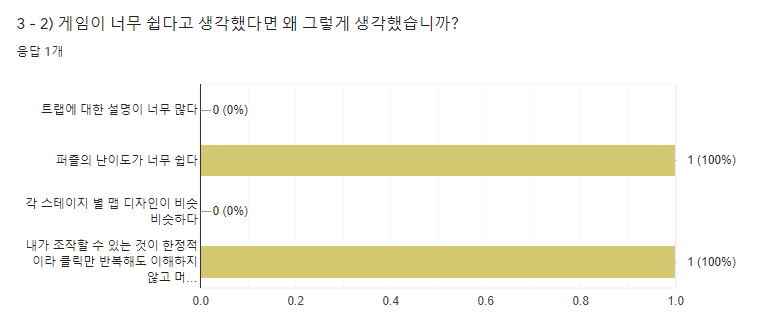 3 - 2) 게임이 너무 쉽다고 생각했다면 왜 그렇게 생각했습니까?
응답 1개
트랩에 대한 설명이 너무 많다
0 (0%)
퍼즐의 난이도가 너무 쉽다
1 (100%)
각 스테이지 별 맵 디자인이 비슷
비슷하다
0 (0%)
내가 조작할 수 있는 것이 한정적
이라 클릭만 반복해도 이해하지
않고 머…
1 (100%)
0.0 0.2 0.4 0.6 0.8 1.0